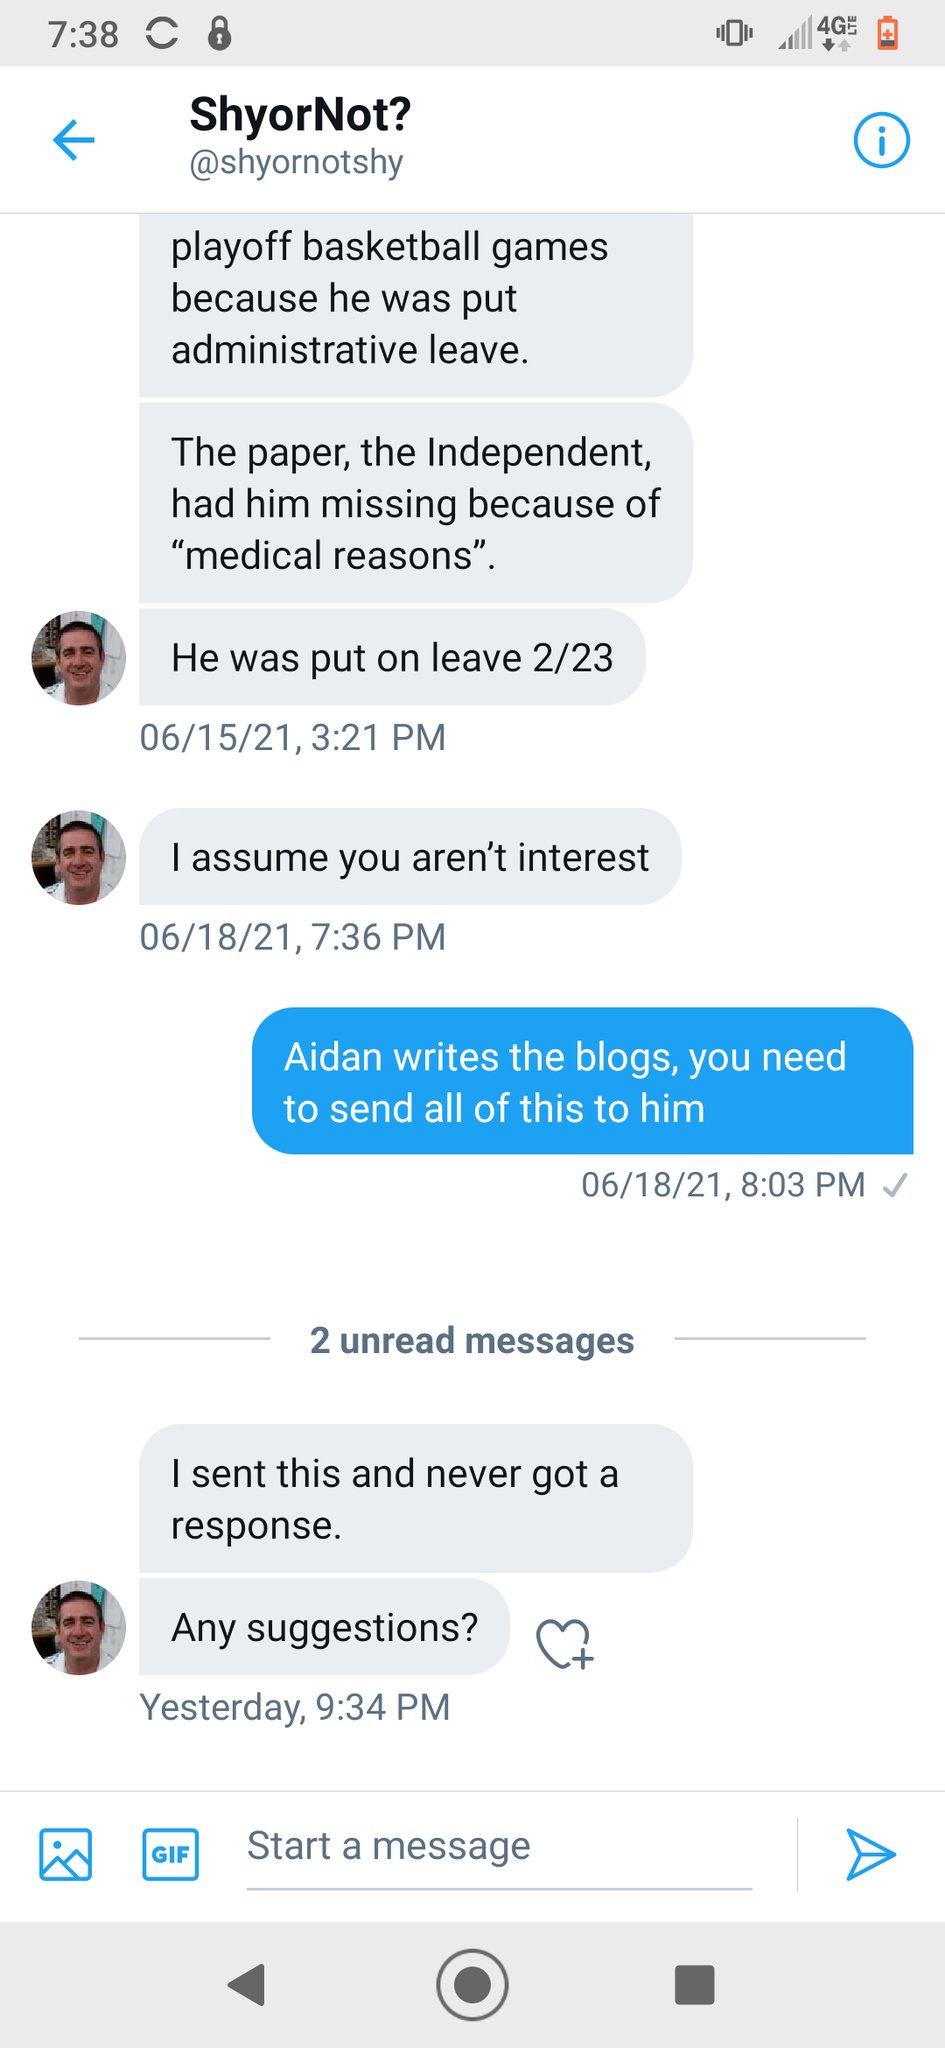 7:38
4G LTE
ShyorNot?
@shyornotshy
playoff basketball games
because he was put
administrative leave.
The paper, the Independent,
had him missing because of
“medical reasons”.
He was put on leave 2/23
06/15/21, 3:21 PM
I assume you aren’t interest
06/18/21, 7:36 PM
Aidan writes the blogs, you need
to send all of this to him
06/18/21, 8:03 PM
2 unread messages
I sent this and never got a
response.
Any suggestions?
Yesterday, 9:34 PM
GIF
Start a message